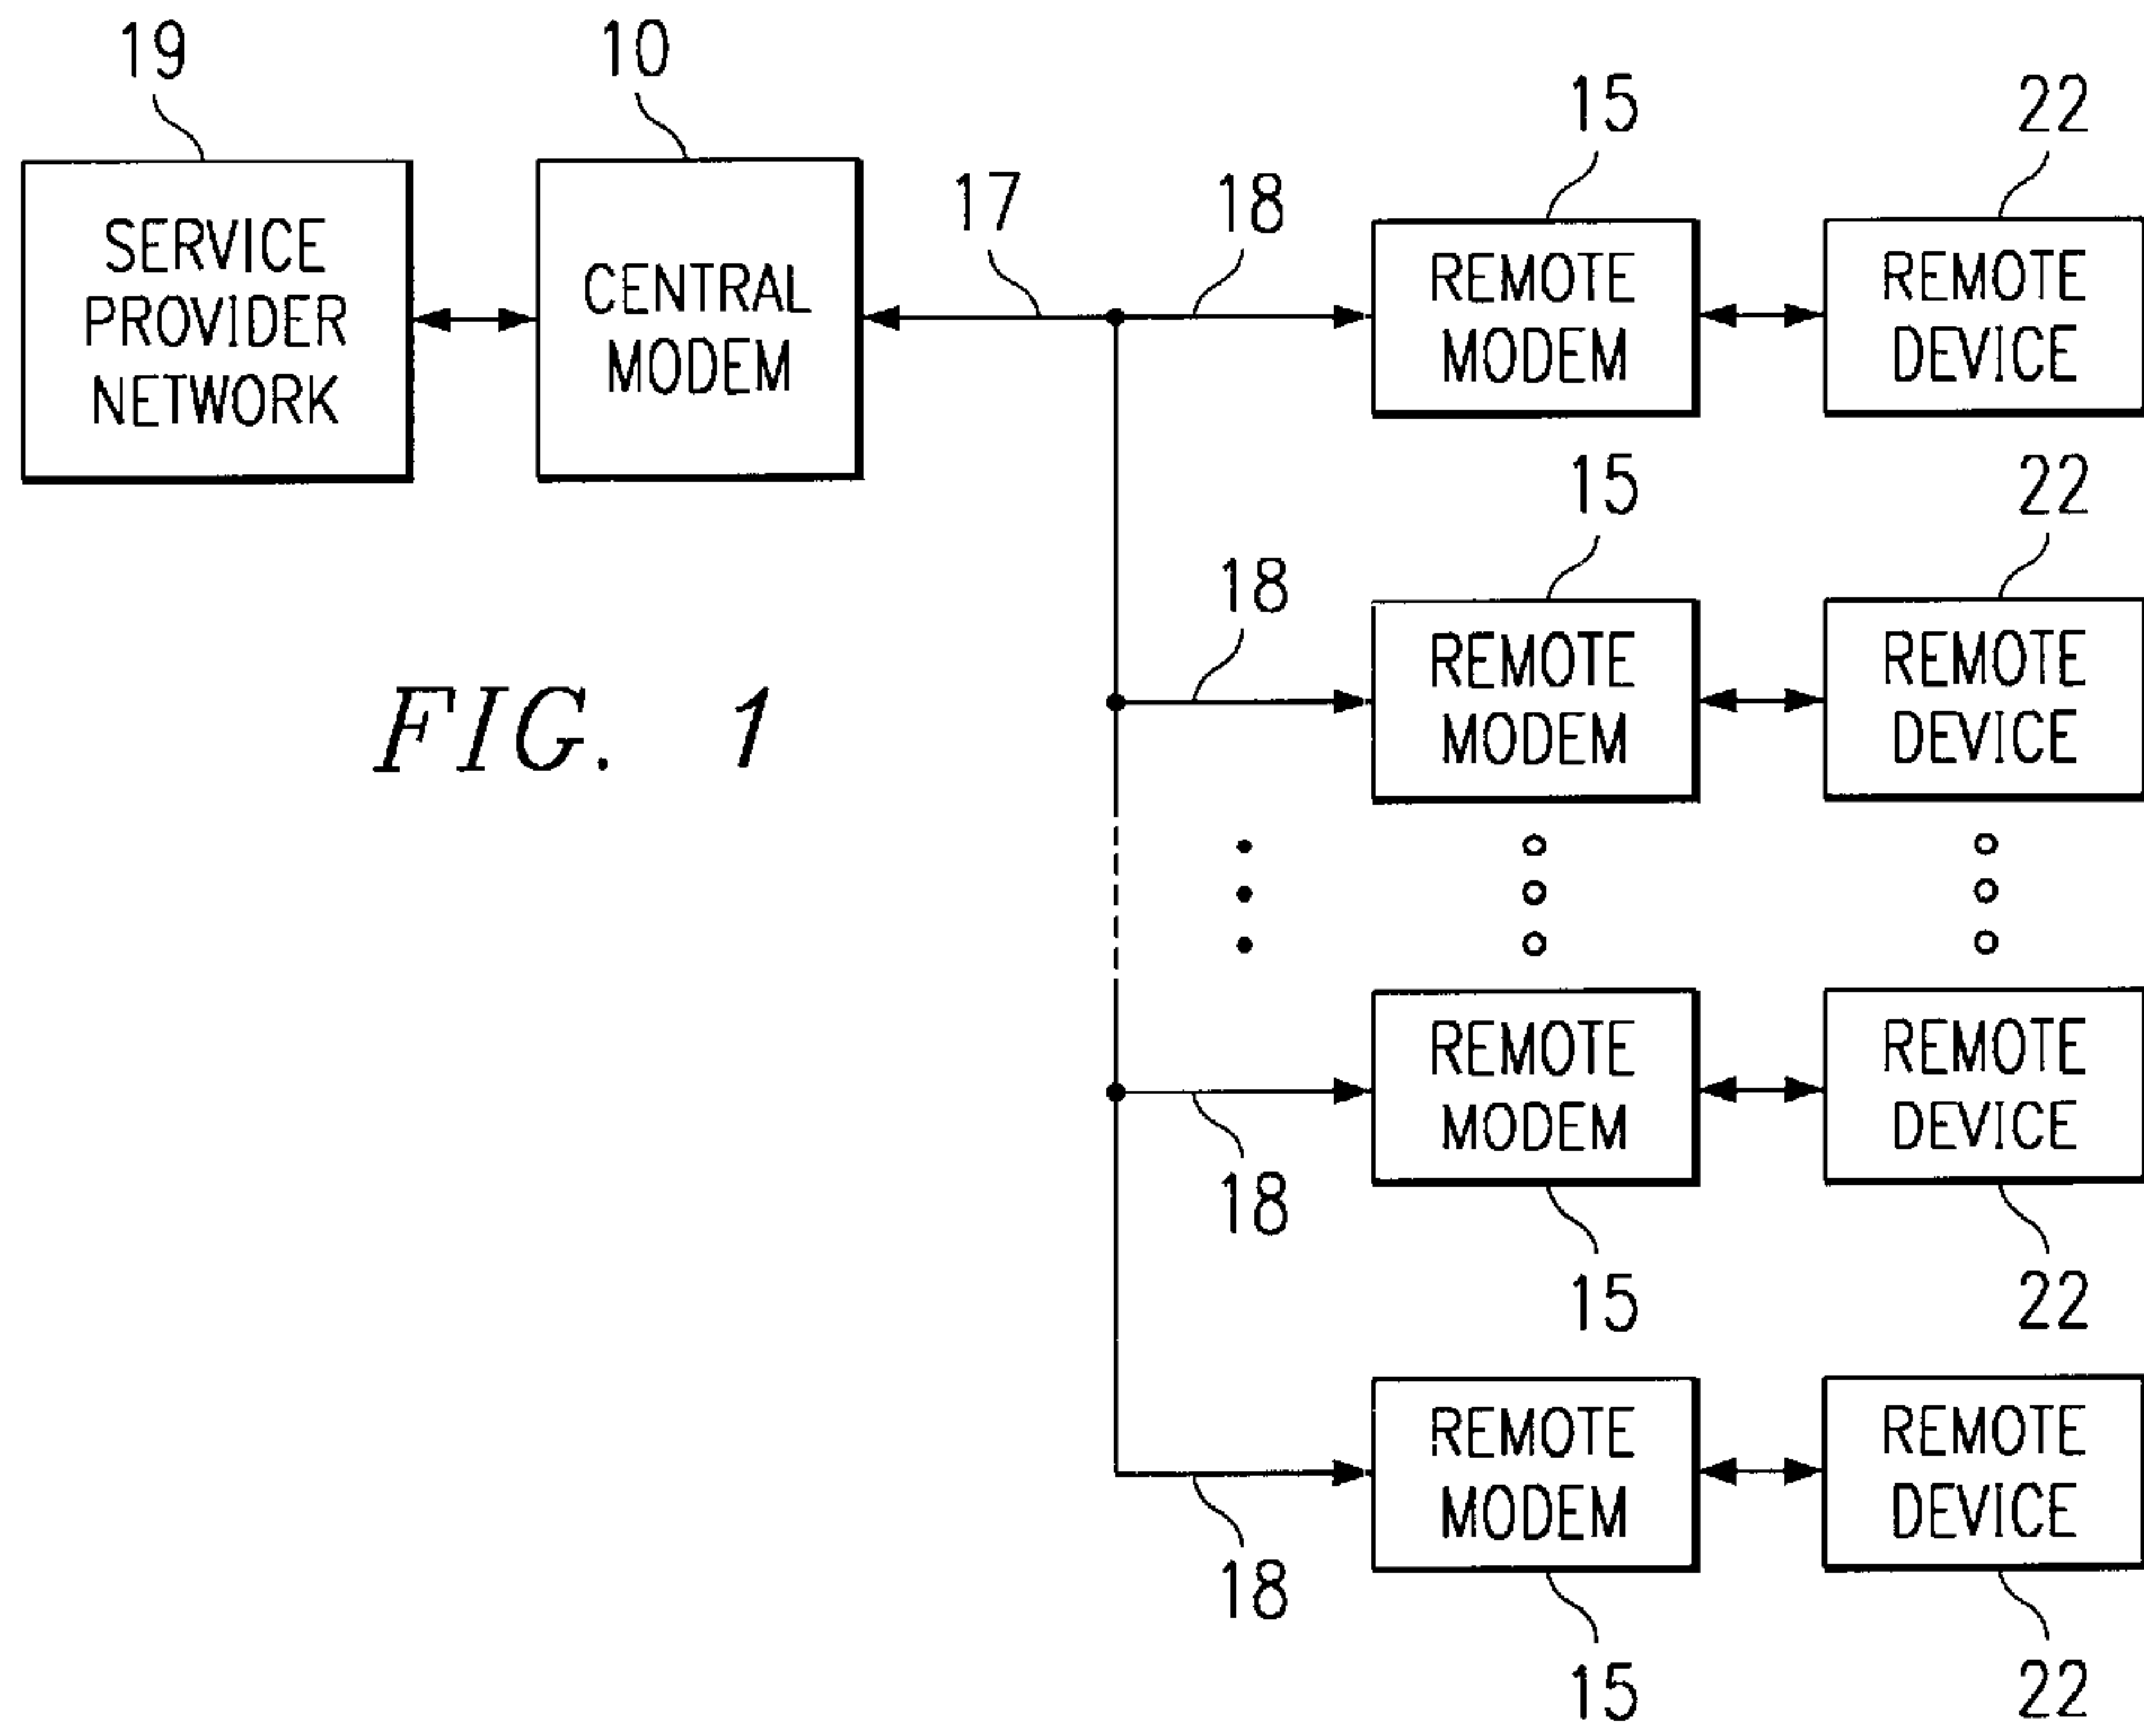 19
10
15
22
17
18
SERVICE
PROVIDER
NETWORK
CENTRAL
MODEM
REMOTE
MODEM
REMOTE
DEVICE
15
22
18
REMOTE
MODEM
REMOTE
DEVICE
FIG. 1
REMOTE
MODEM
REMOTE
DEVICE
18
15
22
REMOTE
MODEM
REMOTE
DEVICE
18
15
22